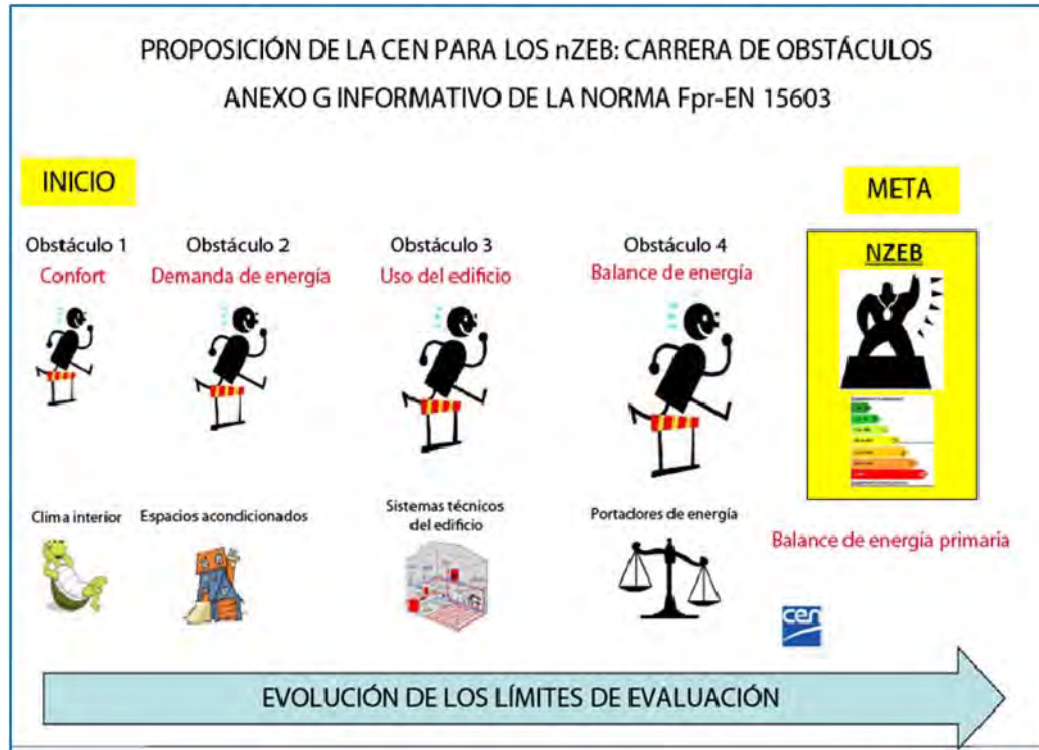 PROPOSICIÓN DE LA CEN PARA LOS nZEB: CARRERA DE OBSTÁCULOS
ANEXO G INFORMATIVO DE LA NORMA Fpr-EN 15603
INICIO
META
Obstáculo 1
Confort
Obstáculo 2
Demanda de energía
Obstáculo 3
Uso del edificio
Obstáculo 4
Balance de energía
NZEB
Clima interior
Espacios acondicionados
Sistemas técnicos
del edificio
Portadores de energía
Balance de energía primaria
cen
EVOLUCIÓN DE LOS LÍMITES DE EVALUACIÓN